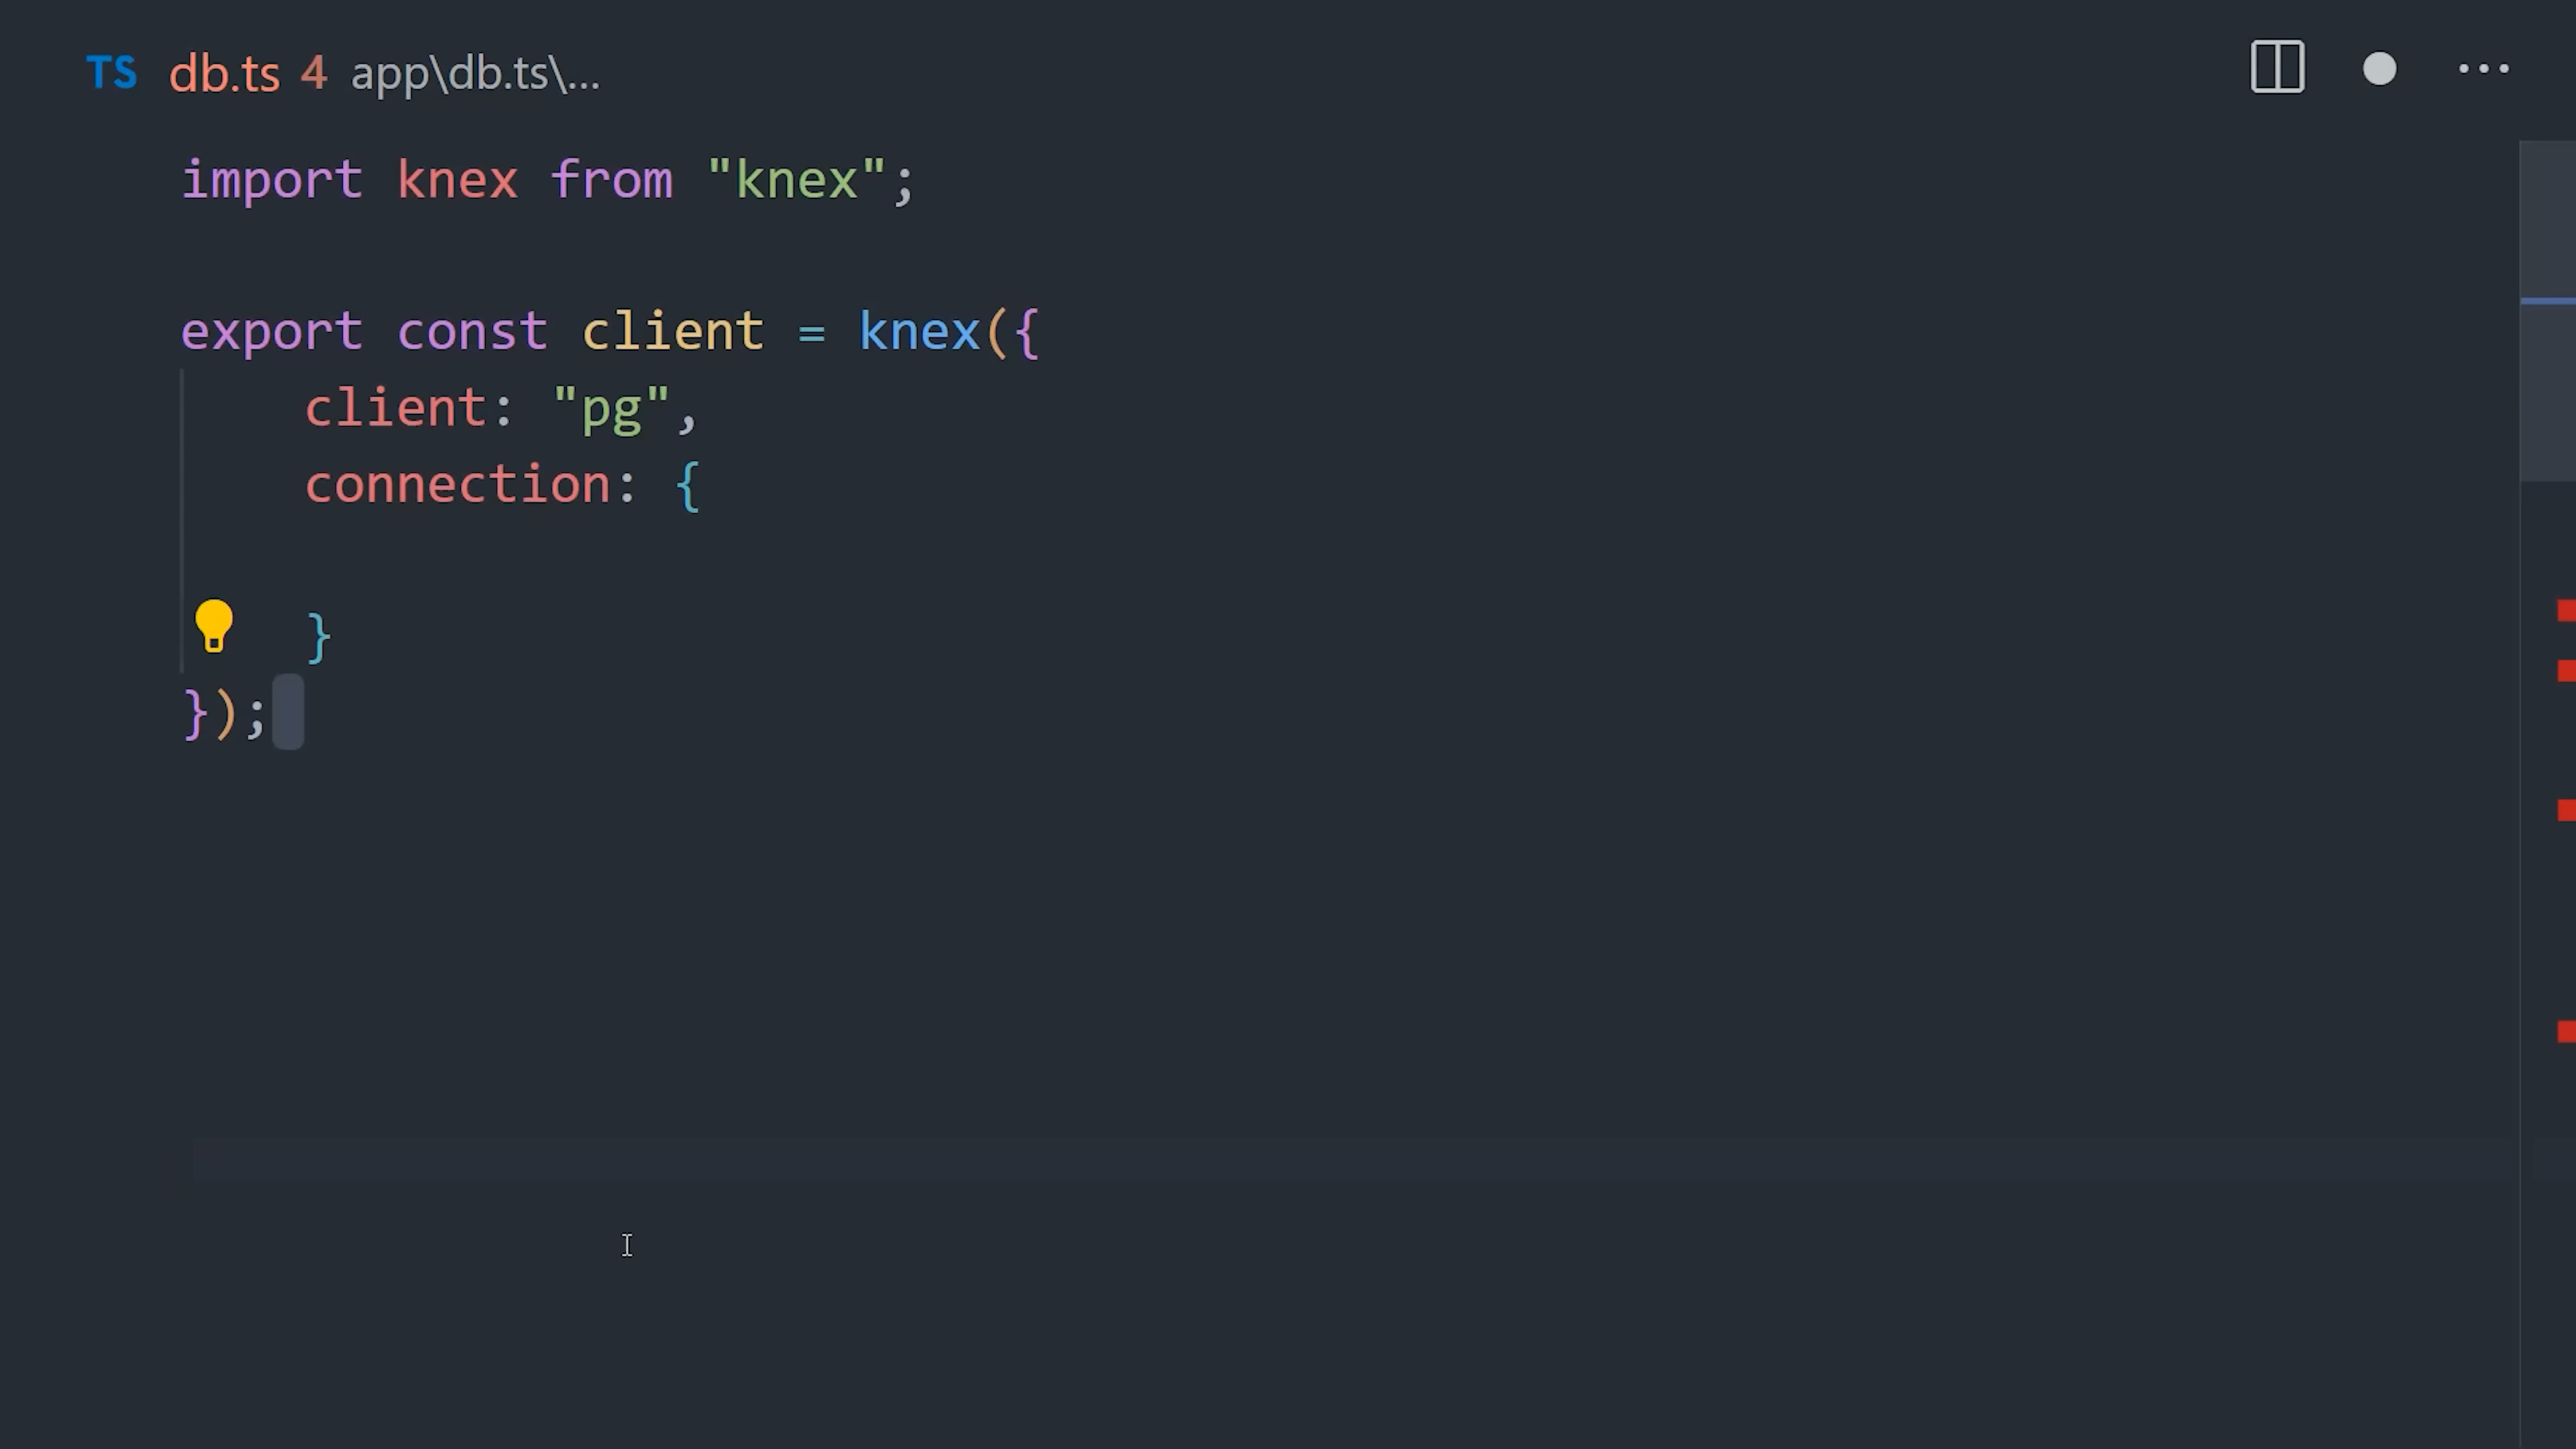 TS db.ts 4 app\db.ts\...
import knex from "knex";
export const client = knex({
client: "pg",
connection: {
}
});